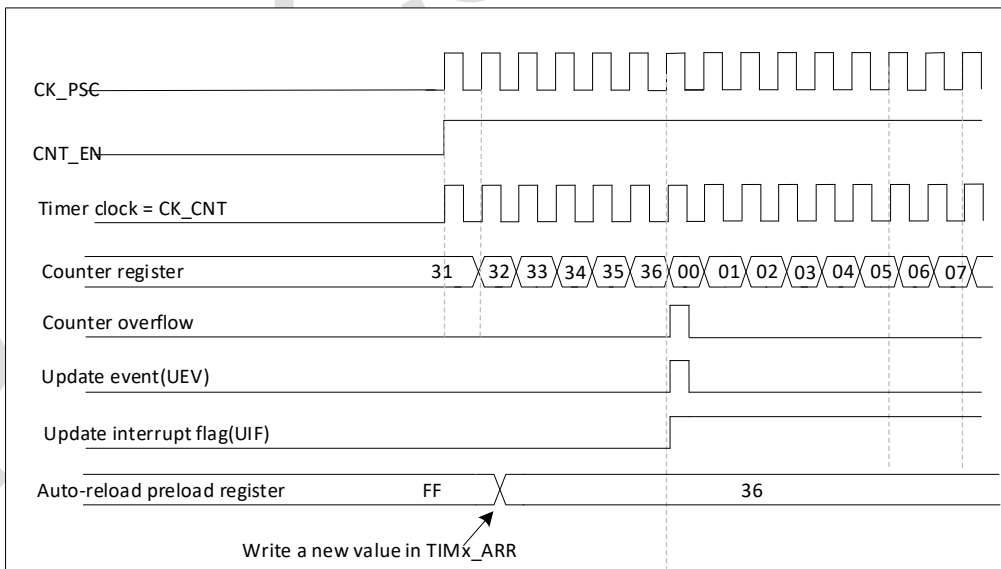 CK_PSC
CNT_EN
Timer clock = CK_CNT
Counter register 31 32 33 34 35 36 00 01 02 03 04 05 06 07
Counter overflow
Update event(UEV)
Update interrupt flag(UIF)
Auto-reload preload register FF 36
Write a new value in TIMx_ARR